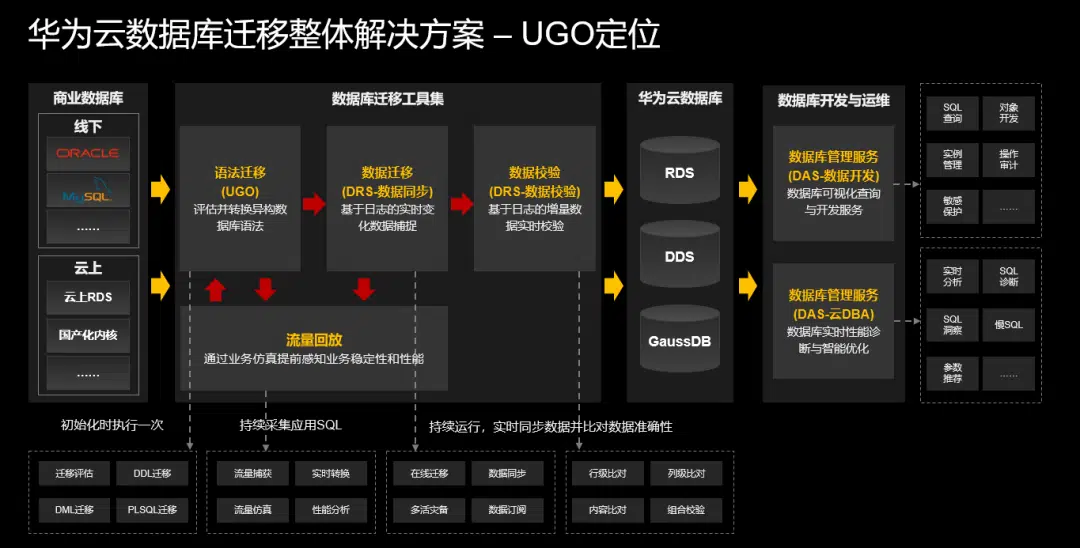 华为云数据库迁移整体解决方案 – UGO定位
商业数据库
线下
ORACLE
MySQL
……
云上
云上RDS
国产化内核
……
数据库迁移工具集
语法迁移
(UGO)
评估并转换异构数
据库语法
数据迁移
(DRS-数据同步)
基于日志的实时变
化数据捕捉
数据校验
(DRS-数据校验)
基于日志的增量数
据实时校验
流量回放
通过业务仿真提前感知业务稳定性和性能
华为云数据库
RDS
DDS
GaussDB
数据库开发与运维
数据库管理服务
(DAS-数据开发)
数据库可视化查询
与开发服务
数据库管理服务
(DAS-云DBA)
数据库实时性能诊
断与智能优化
SQL
查询
对象
开发
实例
管理
操作
审计
敏感
保护
……
实时
分析
SQL
诊断
SQL
洞察
慢SQL
参数
推荐
……
初始化时执行一次
持续采集应用SQL
持续运行，实时同步数据并比对数据准确性
迁移评估
DDL迁移
DML迁移
PLSQL迁移
流量捕获
实时转换
流量仿真
性能分析
在线迁移
数据同步
多活灾备
数据订阅
行级比对
列级比对
内容比对
组合校验